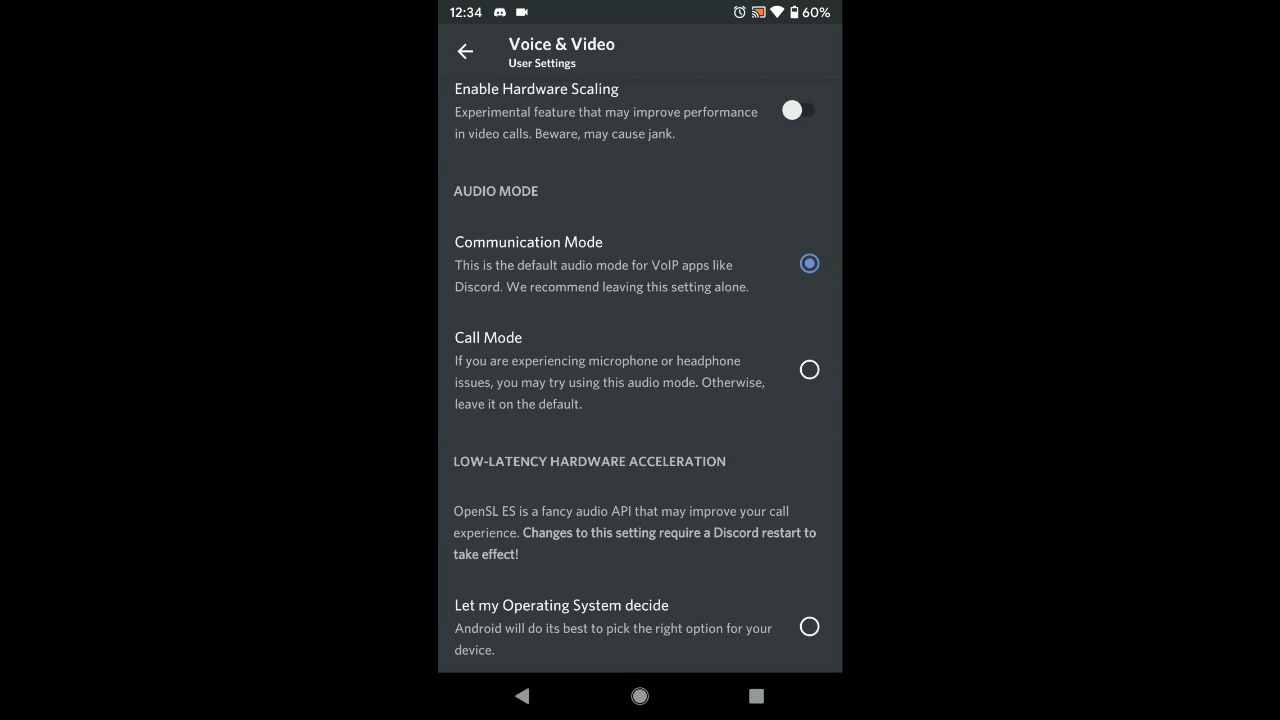 12:34
60%
Voice & Video
User Settings
Enable Hardware Scaling
Experimental feature that may improve performance
in video calls. Beware, may cause jank.
AUDIO MODE
Communication Mode
This is the default audio mode for VoIP apps like
Discord. We recommend leaving this setting alone.
Call Mode
If you are experiencing microphone or headphone
issues, you may try using this audio mode. Otherwise,
leave it on the default.
LOW-LATENCY HARDWARE ACCELERATION
OpenSL ES is a fancy audio API that may improve your call
experience. Changes to this setting require a Discord restart to
take effect!
Let my Operating System decide
Android will do its best to pick the right option for your
device.